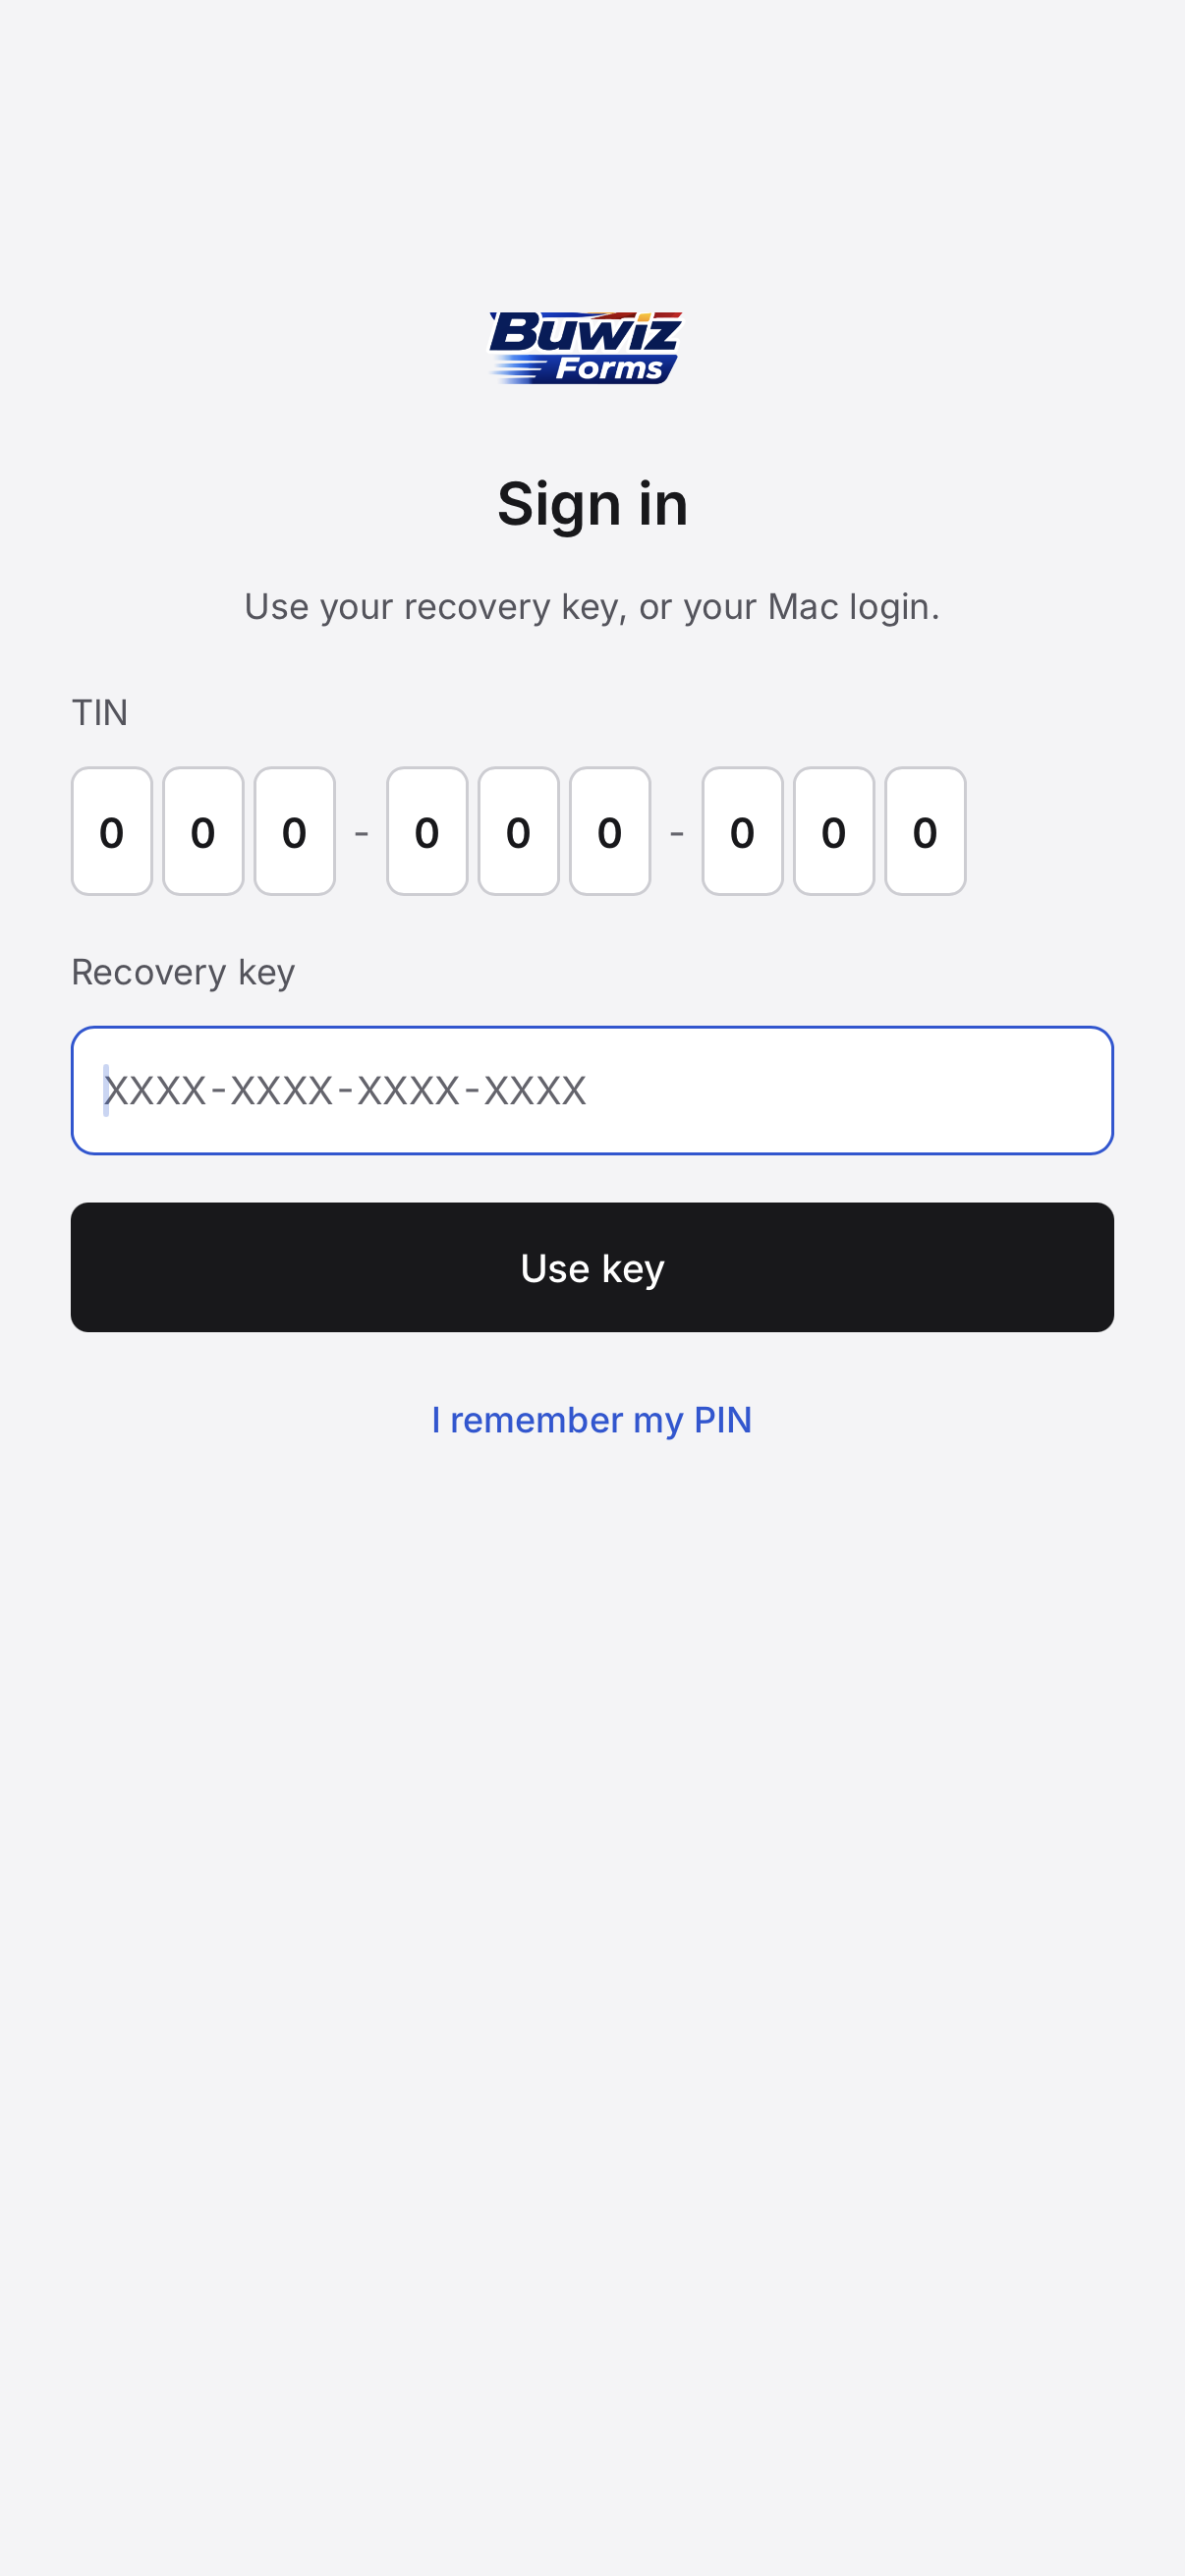 Buwiz
Forms
Sign in
Use your recovery key, or your Mac login.
TIN
0 0 0 - 0 0 0 - 0 0 0
Recovery key
XXXX-XXXX-XXXX-XXXX
Use key
I remember my PIN